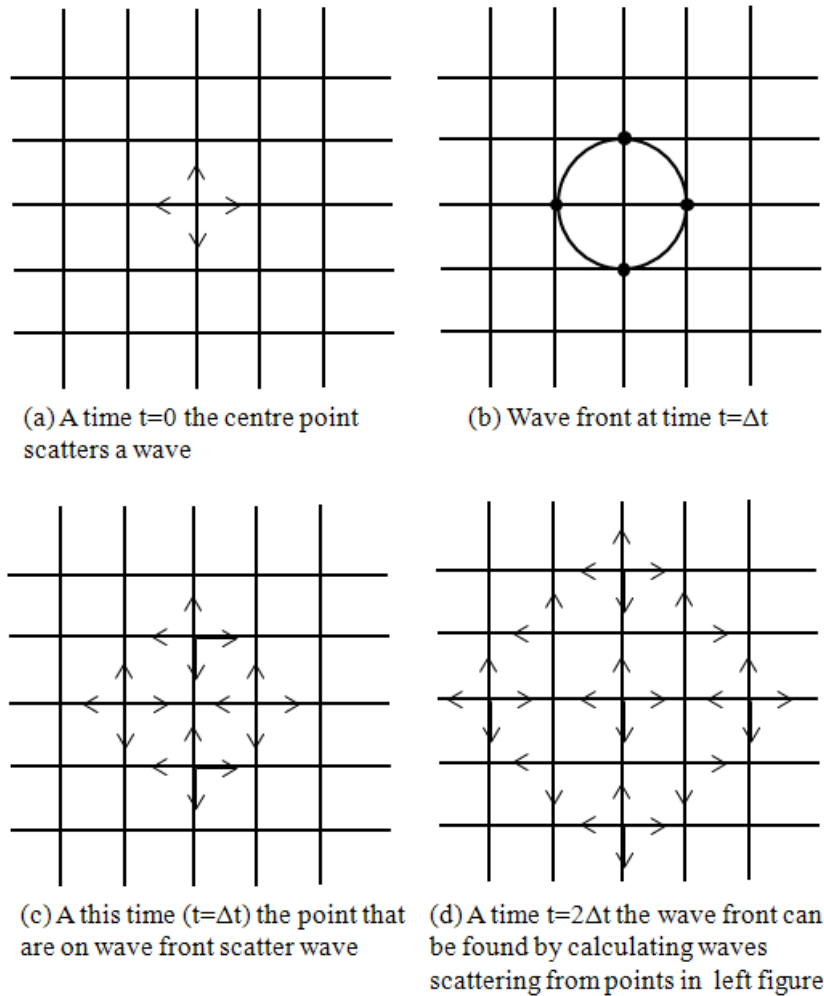 (a) A time t=0 the centre point
scatters a wave
(b) Wave front at time t=Δt
(c) A this time (t=Δt) the point that
are on wave front scatter wave
(d) A time t=2Δt the wave front can
be found by calculating waves
scattering from points in left figure